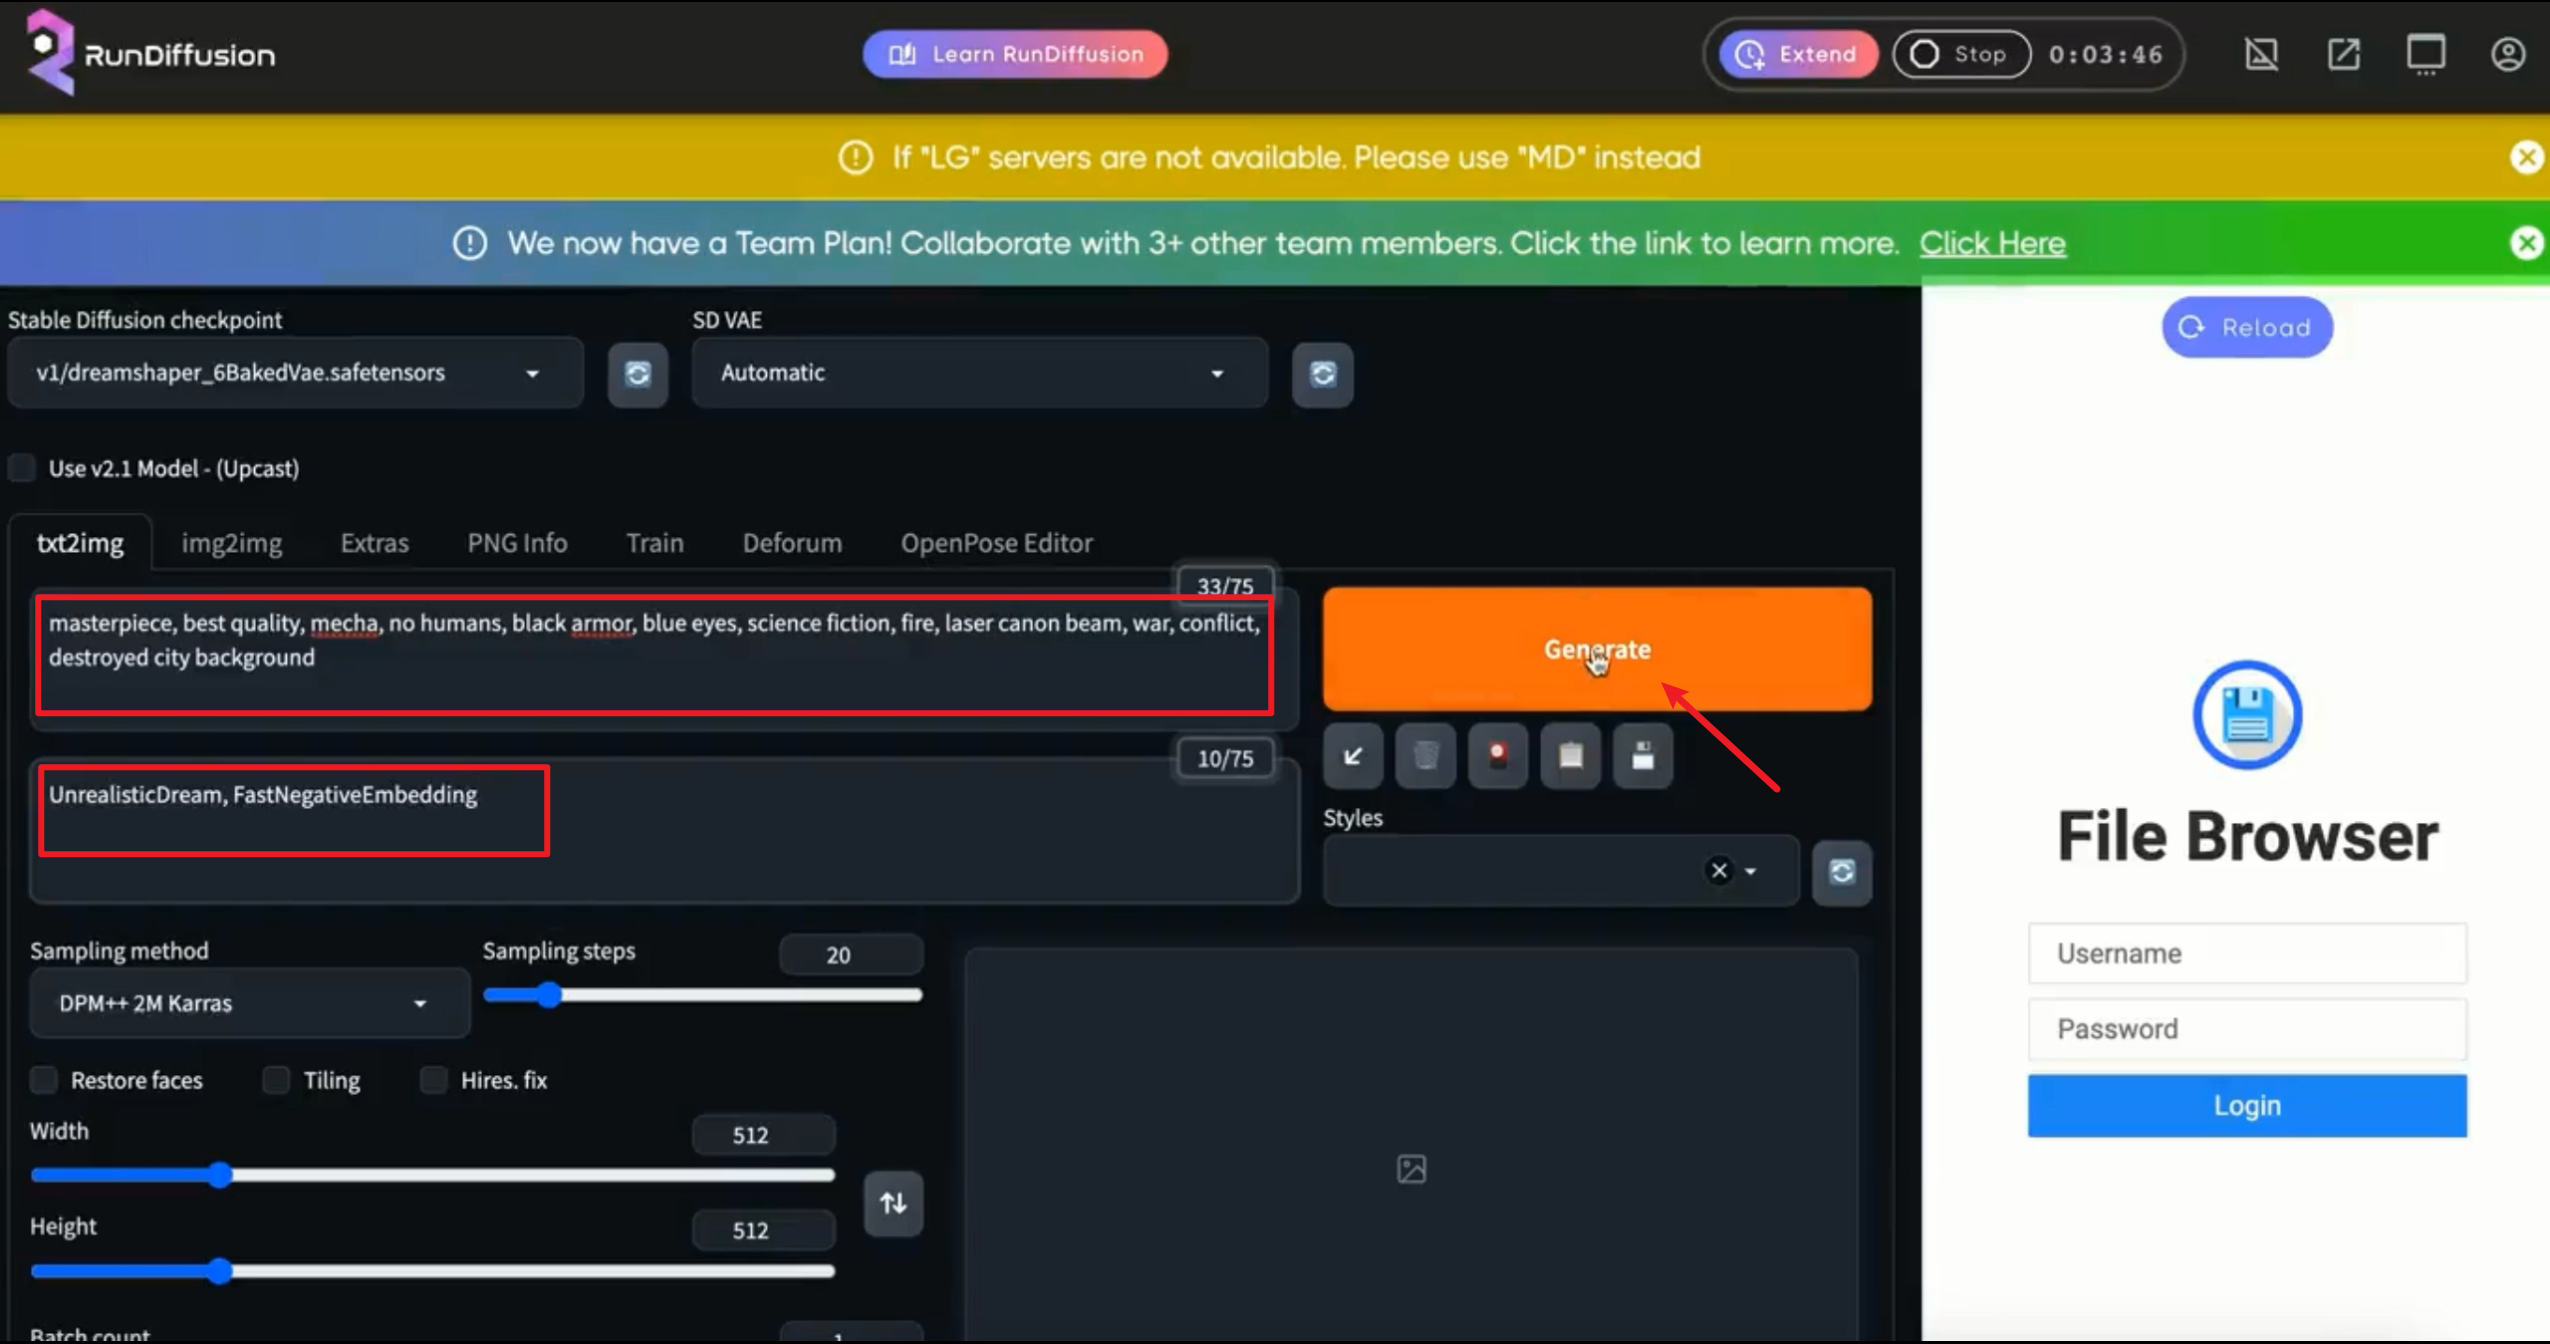 RunDiffusion
Learn RunDiffusion
Extend
Stop
0:03:46
If "LG" servers are not available. Please use "MD" instead
We now have a Team Plan! Collaborate with 3+ other team members. Click the link to learn more. Click Here
Stable Diffusion checkpoint
SD VAE
Reload
v1/dreamshaper_6BakedVae.safetensors
Automatic
Use v2.1 Model - (Upcast)
txt2img
img2img
Extras
PNG Info
Train
Deforum
OpenPose Editor
33/75
masterpiece, best quality, mecha, no humans, black armor, blue eyes, science fiction, fire, laser canon beam, war, conflict,
destroyed city background
Generate
10/75
UnrealisticDream, FastNegativeEmbedding
Styles
File Browser
Username
Password
Login
Sampling method
Sampling steps
20
DPM++ 2M Karras
Restore faces
Tiling
Hires. fix
Width
512
Height
512
Batch count
1